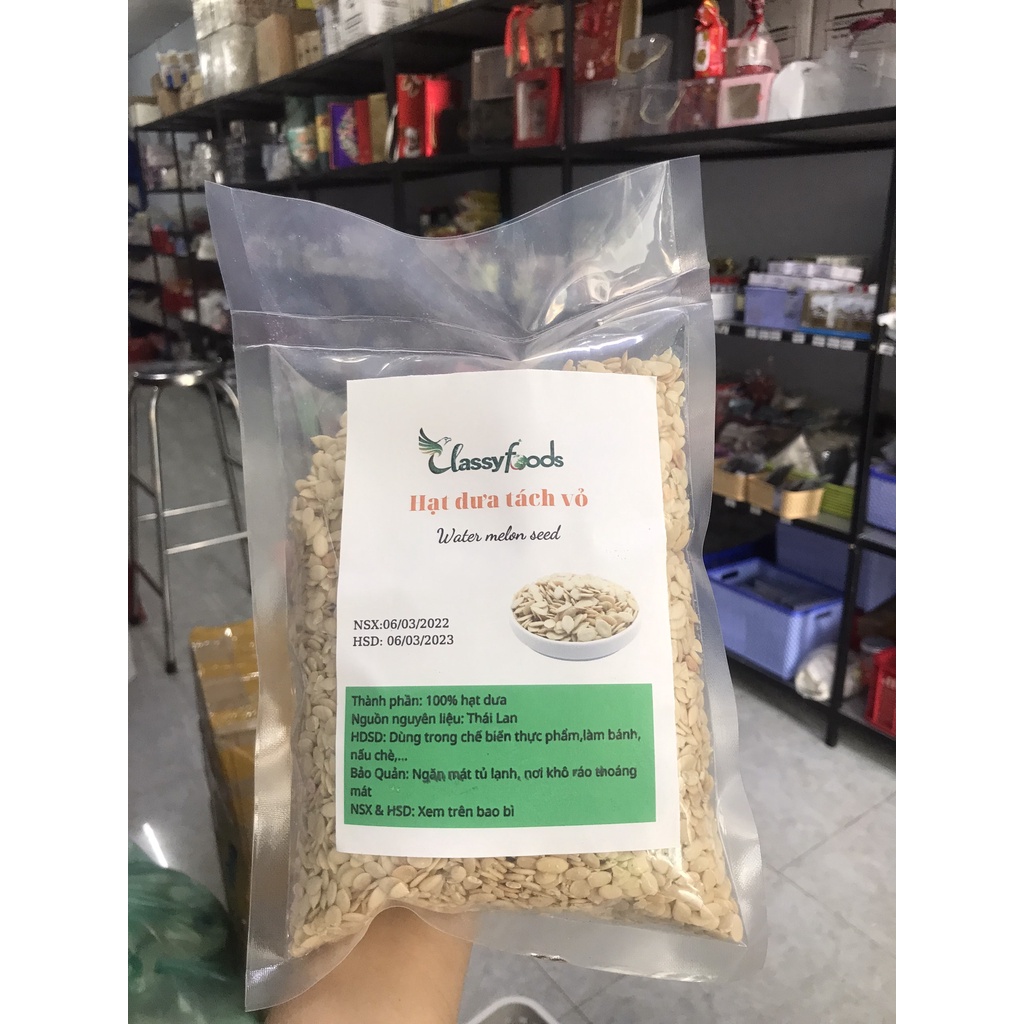 Classyfoods
Hạt dưa tách vỏ
Water melon seed
NSX:06/03/2022
HSD: 06/03/2023
Thành phần: 100% hạt dưa
Nguồn nguyên liệu: Thái Lan
HDSD: Dùng trong chế biến thực phẩm,làm bánh,
nấu chè,...
Bảo Quản: Ngăn mát tủ lạnh, nơi khô ráo thoáng
mát
NSX & HSD: Xem trên bao bì